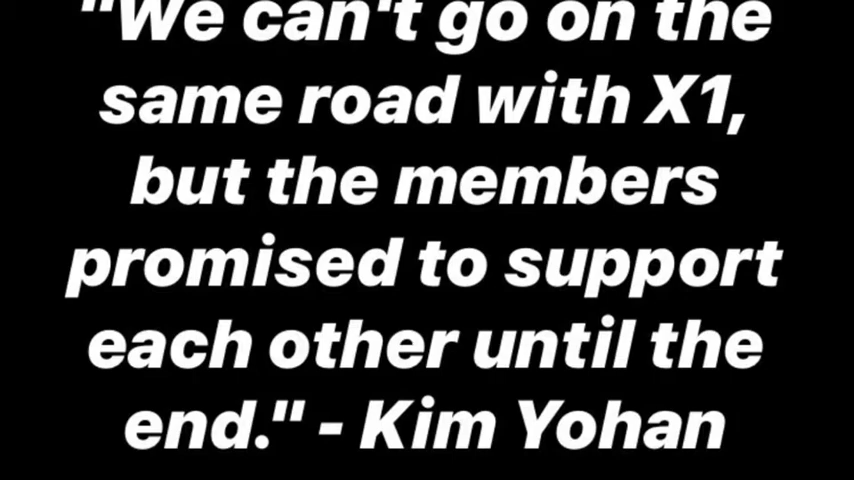 "We can't go on the
same road with X1,
but the members
promised to support
each other until the
end." - Kim Yohan